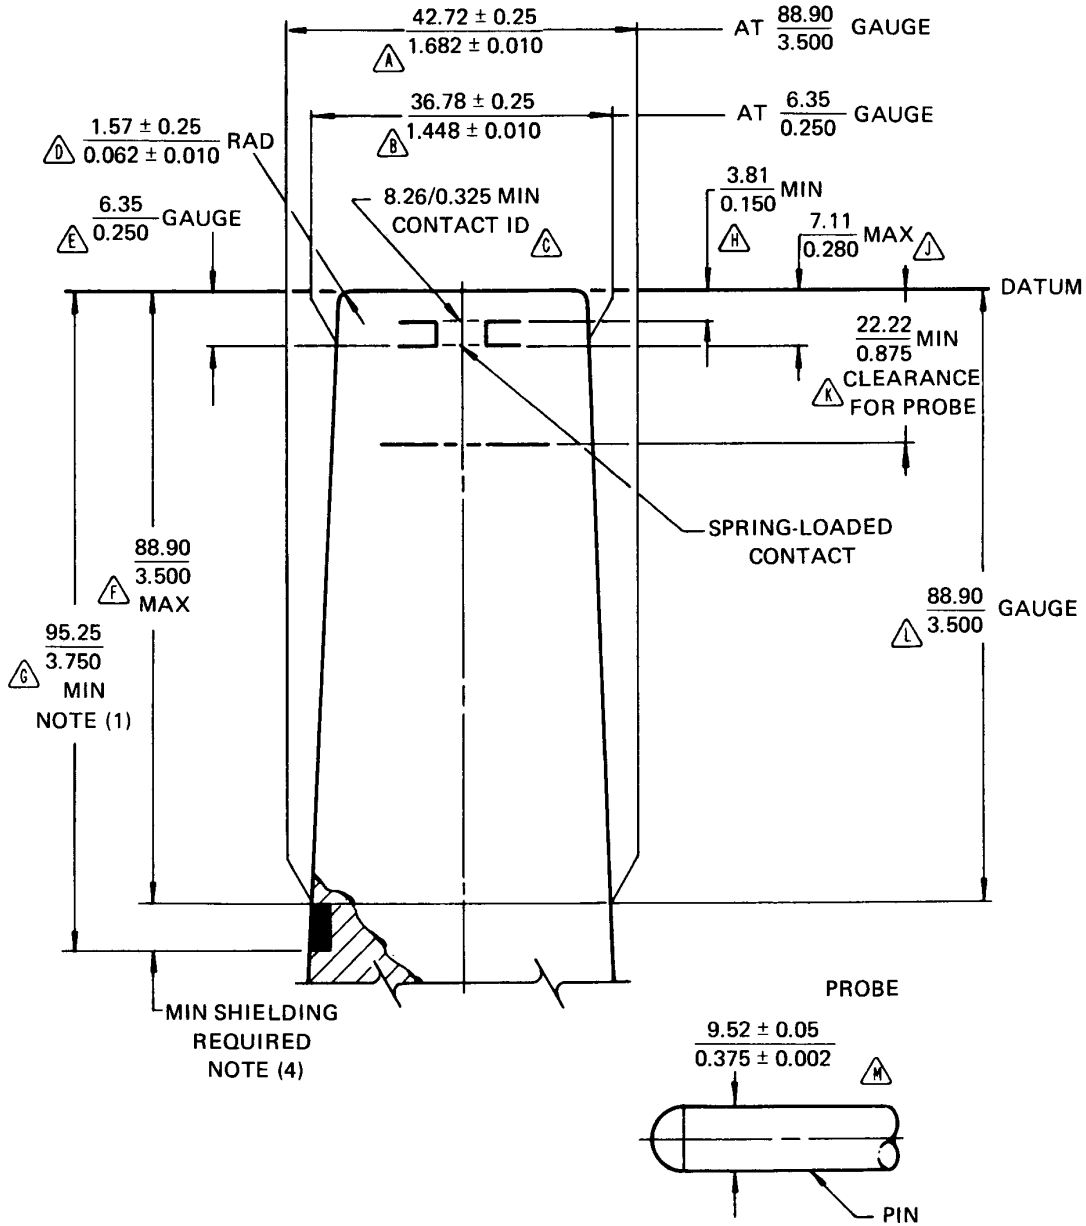 42.72 ± 0.25
1.682 ± 0.010
A
AT 88.90 GAUGE
3.500
36.78 ± 0.25
1.448 ± 0.010
B
AT 6.35 GAUGE
0.250
1.57 ± 0.25 RAD
0.062 ± 0.010
D
8.26/0.325 MIN
CONTACT ID
C
3.81 MIN
0.150
H
6.35 GAUGE
0.250
E
7.11 MAX
0.280
J
DATUM
22.22 MIN
0.875
CLEARANCE
FOR PROBE
K
SPRING-LOADED
CONTACT
88.90
3.500
MAX
F
88.90 GAUGE
3.500
L
95.25
3.750
MIN
NOTE (1)
G
MIN SHIELDING
REQUIRED
NOTE (4)
PROBE
9.52 ± 0.05
0.375 ± 0.002
M
PIN